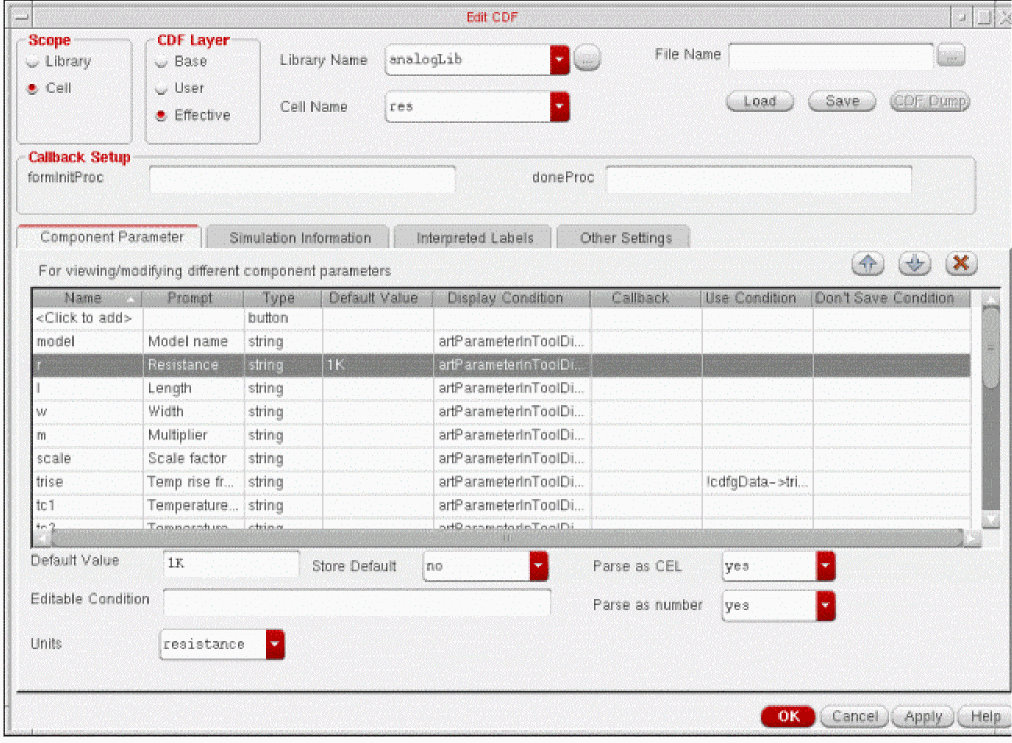 Edit CDF
Scope
Library
Cell
CDF Layer
Base
User
Effective
Library Name analogLib ...
Cell Name res
File Name ...
Load Save CDF Dump
Callback Setup
formInitProc doneProc
Component Parameter Simulation Information Interpreted Labels Other Settings
For viewing/modifying different component parameters
Name Prompt Type Default Value Display Condition Callback Use Condition Don't Save Condition
<Click to add> button
model Model name string artParameterInToolDi...
r Resistance string 1K artParameterInToolDi...
l Length string artParameterInToolDi...
w Width string artParameterInToolDi...
m Multiplier string artParameterInToolDi...
scale Scale factor string artParameterInToolDi...
trise Temp rise fr... string artParameterInToolDi... !cdfgData->tri...
tc1 Temperature... string artParameterInToolDi...
tc2 Temperature... string artParameterInToolDi...
Default Value 1K Store Default no Parse as CEL yes
Editable Condition Parse as number yes
Units resistance
OK Cancel Apply Help